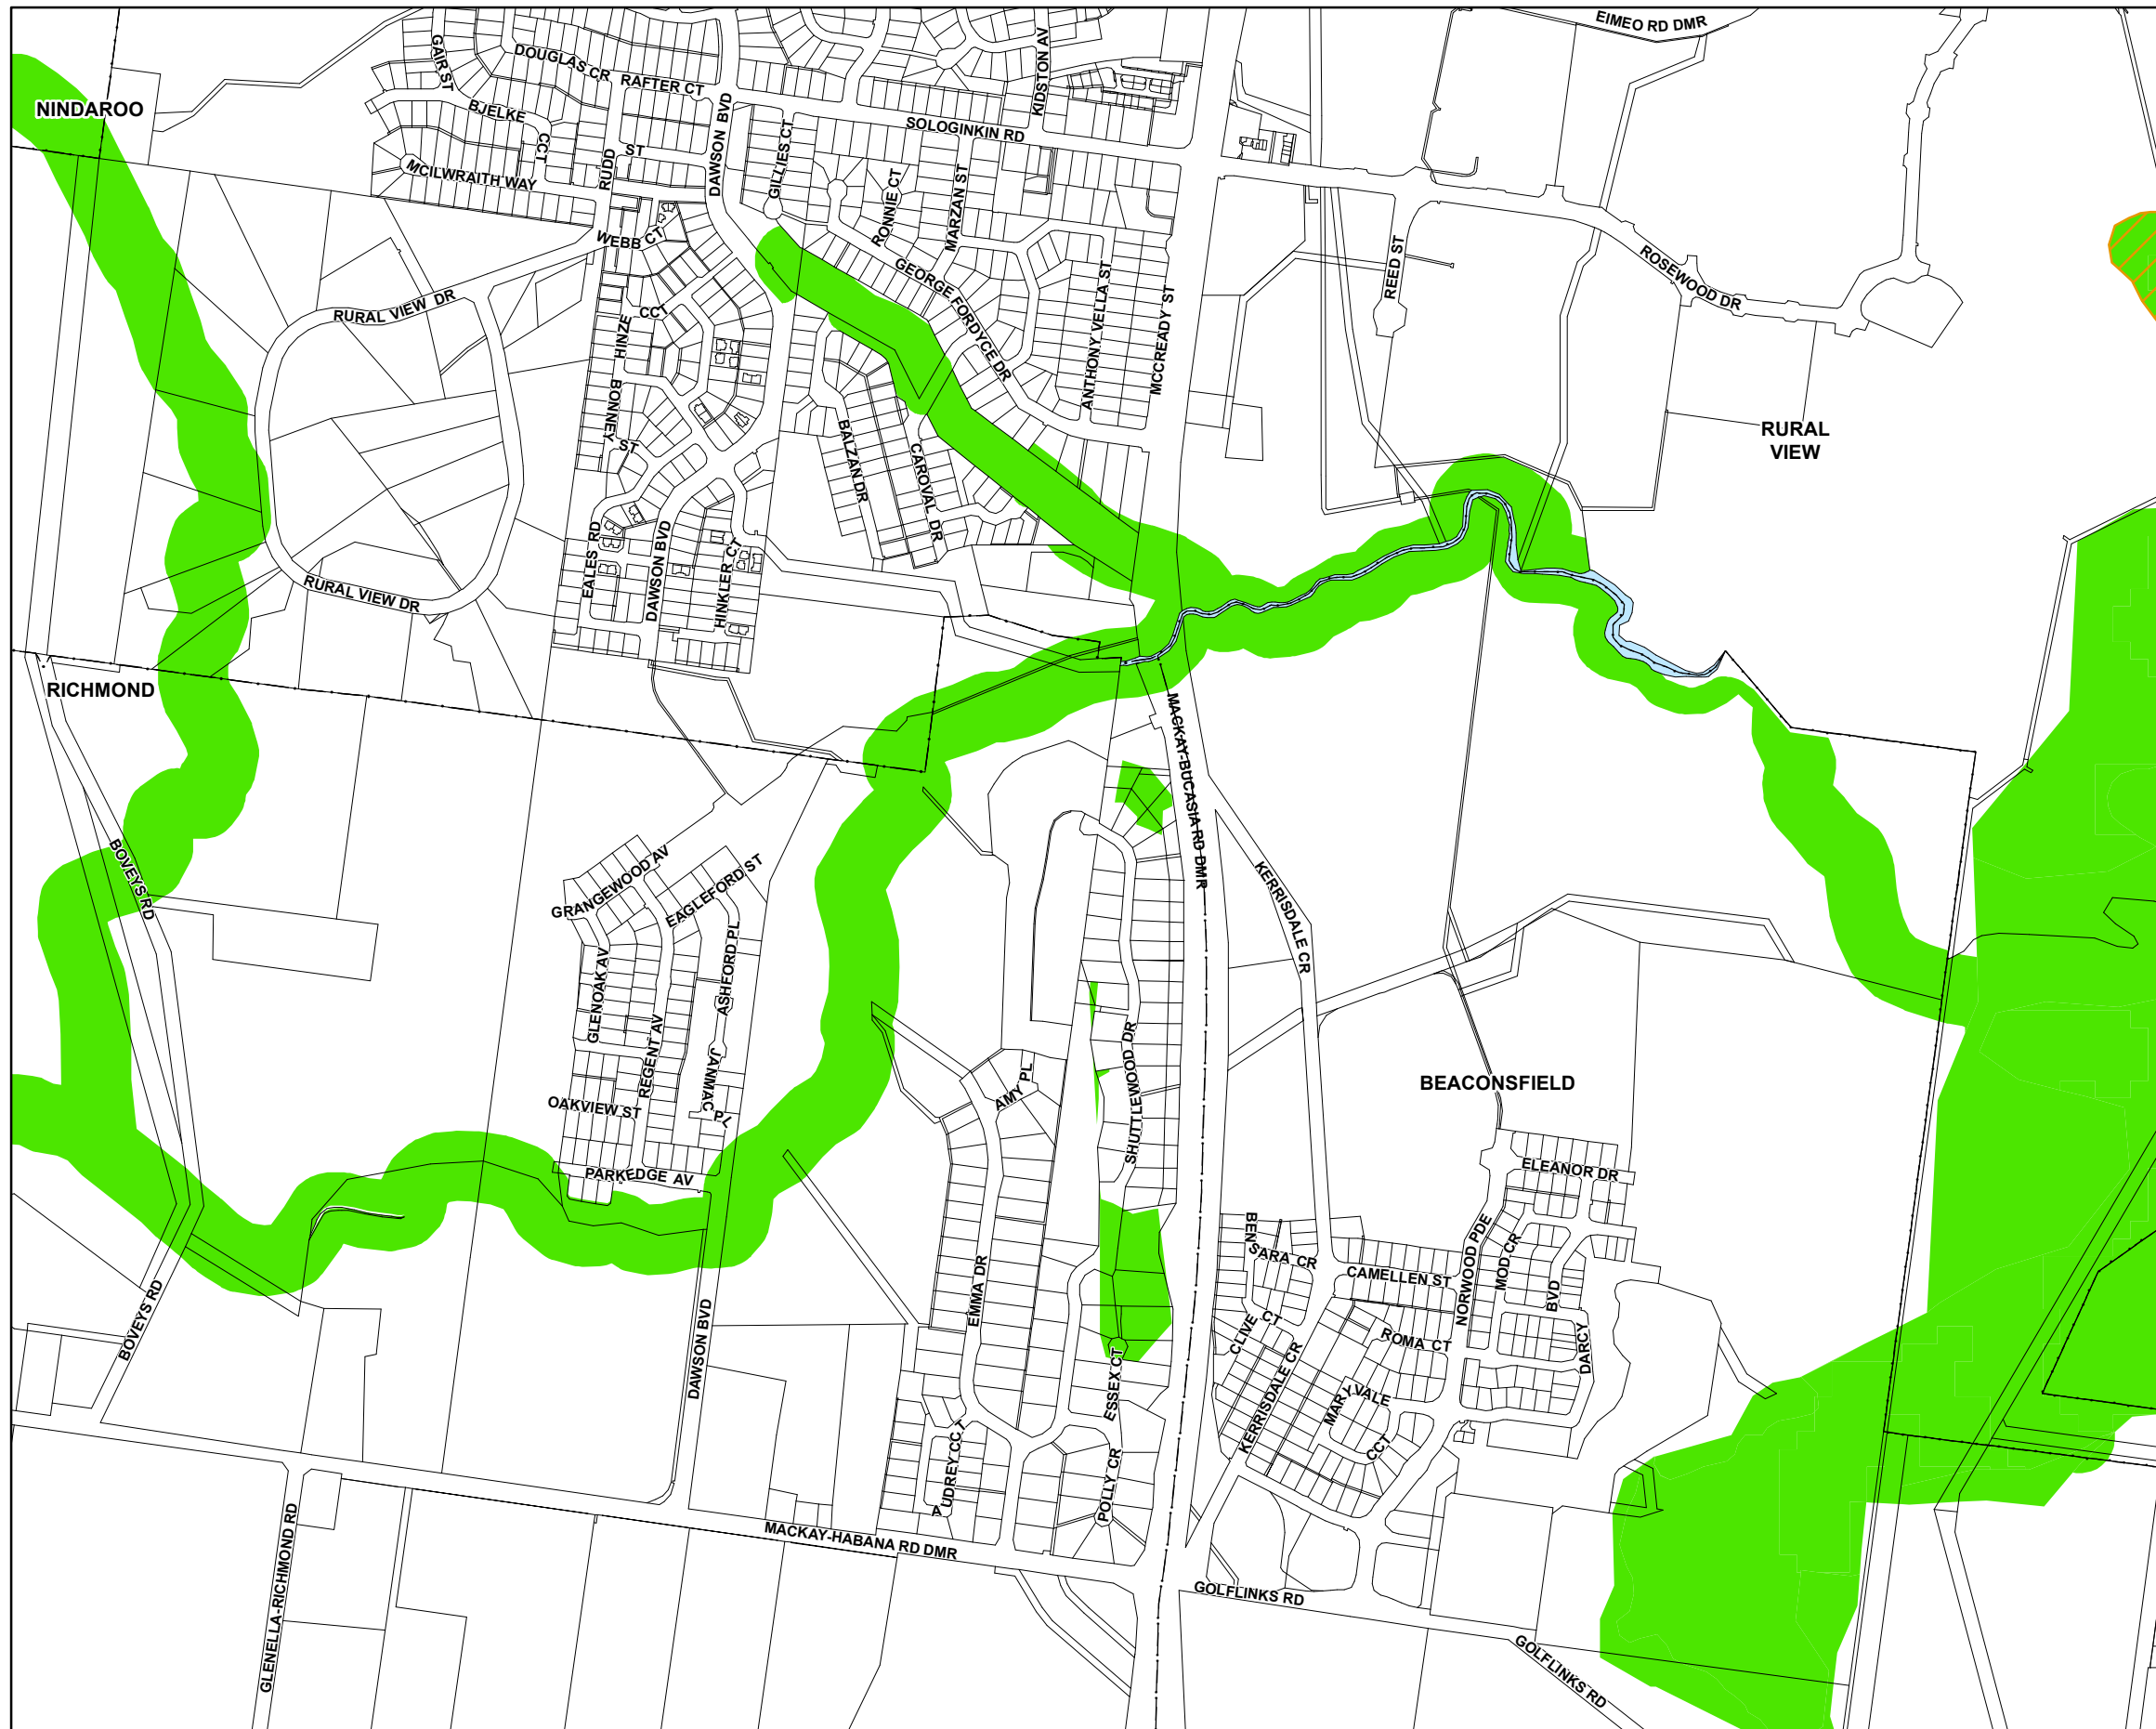 EIMEO RD DMR
GAIR ST
DOUGLAS CR
RAFTER CT
KIDSTON AV
NINDAROO
BJELKE
CCT
DAWSON BVD
GILLIES CT
SOLOGINKIN RD
ST
RUDD
MCILWRAITH WAY
RONNIE CT
MARZAN ST
WEBB CT
GEORGE FORDYCE DR
ANTHONY VELLA ST
MCCREADY ST
REED ST
ROSEWOOD DR
RURAL VIEW DR
HINZE
CCT
BONNEY
ST
BALZAN DR
CAROVAL DR
RURAL
VIEW
EALES RD
DAWSON BVD
HINKLER CT
RURAL VIEW DR
RICHMOND
MACKAY-BUCASIA RD DMR
BOVEYS RD
GRANGEWOOD AV
EAGLEFORD ST
KERRISDALE CR
GLENOAK AV
ASHFORD PL
REGENT AV
JANMAC
PL
SHUTTLEWOOD DR
AMY PL
BEACONSFIELD
OAKVIEW ST
PARKEDGE AV
ELEANOR DR
BEN
SARA CR
NORWOOD PDE
MOD CR
CAMELLEN ST
BVD
EMMA DR
BOVEYS RD
DAWSON BVD
CLIVE
CT
ROMA CT
DARCY
ESSEX CT
KERRISDALE CR
MARYVALE
CCT
AUDREY CCT
POLLY CR
GLENELLA-RICHMOND RD
MACKAY-HABANA RD DMR
GOLFLINKS RD
GOLFLINKS RD